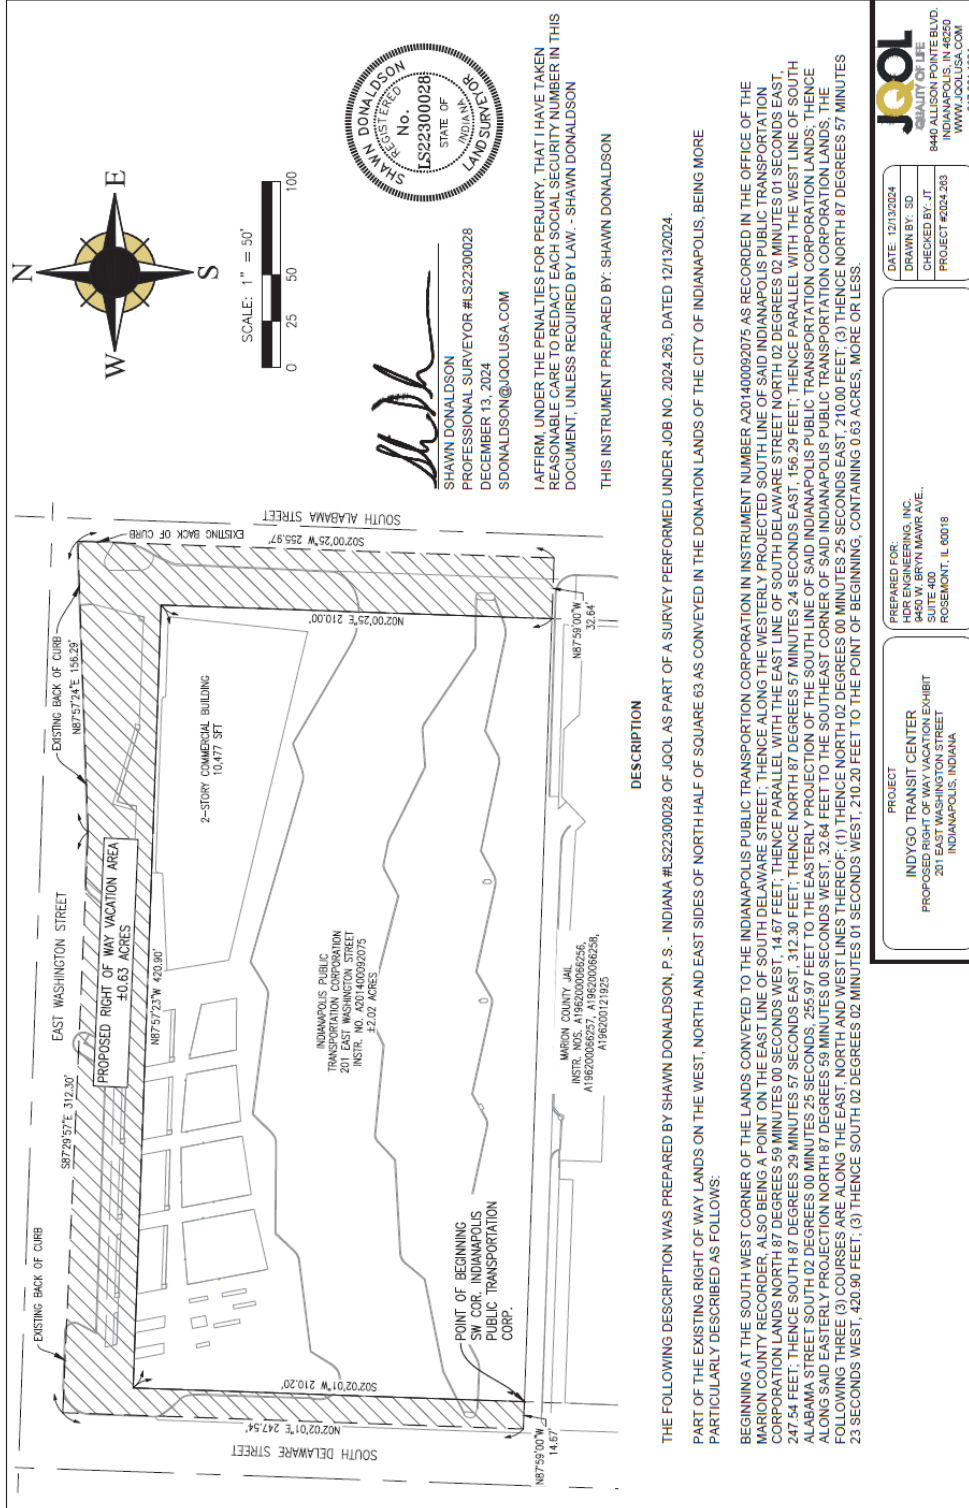 N
W
E
S
SCALE: 1" = 50'
0
25
50
100
SHAWN DONALDSON
REGISTERED
No.
LS22300028
STATE OF
INDIANA
LAND SURVEYOR
SHAWN DONALDSON
PROFESSIONAL SURVEYOR #LS22300028
DECEMBER 13, 2024
SDONALDSON@JQOLUSA.COM
I AFFIRM, UNDER THE PENALTIES FOR PERJURY, THAT I HAVE TAKEN
REASONABLE CARE TO REDACT EACH SOCIAL SECURITY NUMBER IN THIS
DOCUMENT, UNLESS REQUIRED BY LAW. - SHAWN DONALDSON
THIS INSTRUMENT PREPARED BY: SHAWN DONALDSON
EXISTING BACK OF CURB
EAST WASHINGTON STREET
EXISTING BACK OF CURB
S87°29'57"E 312.30'
N87°57'24"E 156.29'
PROPOSED RIGHT OF WAY VACATION AREA
±0.63 ACRES
N87°57'23"W 420.90'
EXISTING BACK OF CURB
S02°00'25"W 255.97'
SOUTH ALABAMA STREET
N02°00'25"E 210.00'
2-STORY COMMERCIAL BUILDING
10,477 SFT
INDIANAPOLIS PUBLIC
TRANSPORTATION CORPORATION
201 EAST WASHINGTON STREET
INSTR. NO. A201400092075
±2.02 ACRES
S02°02'01"W 210.20'
N02°02'01"E 247.54'
SOUTH DELAWARE STREET
POINT OF BEGINNING
SW COR. INDIANAPOLIS
PUBLIC TRANSPORTATION
CORP.
N87°59'00"W
14.67'
N87°59'00"W
32.64'
MARION COUNTY JAIL
INSTR. NOS. A196200066256,
A196200066257, A196200066258,
A196200121925
DESCRIPTION
THE FOLLOWING DESCRIPTION WAS PREPARED BY SHAWN DONALDSON, P.S. - INDIANA #LS22300028 OF JQOL AS PART OF A SURVEY PERFORMED UNDER JOB NO. 2024.263, DATED 12/13/2024.
PART OF THE EXISTING RIGHT OF WAY LANDS ON THE WEST, NORTH AND EAST SIDES OF NORTH HALF OF SQUARE 63 AS CONVEYED IN THE DONATION LANDS OF THE CITY OF INDIANAPOLIS, BEING MORE
PARTICULARLY DESCRIBED AS FOLLOWS:
BEGINNING AT THE SOUTH WEST CORNER OF THE LANDS CONVEYED TO THE INDIANAPOLIS PUBLIC TRANSPORTATION CORPORATION IN INSTRUMENT NUMBER A201400092075 AS RECORDED IN THE OFFICE OF THE
MARION COUNTY RECORDER, ALSO BEING A POINT ON THE EAST LINE OF SOUTH DELAWARE STREET; THENCE ALONG THE WESTERLY PROJECTED SOUTH LINE OF SAID INDIANAPOLIS PUBLIC TRANSPORTATION
CORPORATION LANDS NORTH 87 DEGREES 59 MINUTES 00 SECONDS WEST, 14.67 FEET; THENCE PARALLEL WITH THE EAST LINE OF SOUTH DELAWARE STREET NORTH 02 DEGREES 02 MINUTES 01 SECONDS EAST,
247.54 FEET; THENCE SOUTH 87 DEGREES 29 MINUTES 57 SECONDS EAST, 312.30 FEET; THENCE NORTH 87 DEGREES 57 MINUTES 24 SECONDS EAST, 156.29 FEET; THENCE PARALLEL WITH THE WEST LINE OF SOUTH
ALABAMA STREET SOUTH 02 DEGREES 00 MINUTES 25 SECONDS, 255.97 FEET TO THE EASTERLY PROJECTION OF THE SOUTH LINE OF SAID INDIANAPOLIS PUBLIC TRANSPORTATION CORPORATION LANDS; THENCE
ALONG SAID EASTERLY PROJECTION NORTH 87 DEGREES 59 MINUTES 00 SECONDS WEST, 32.64 FEET TO THE SOUTHEAST CORNER OF SAID INDIANAPOLIS PUBLIC TRANSPORTATION CORPORATION LANDS, THE
FOLLOWING THREE (3) COURSES ARE ALONG THE EAST, NORTH AND WEST LINES THEREOF; (1) THENCE NORTH 02 DEGREES 00 MINUTES 25 SECONDS EAST, 210.00 FEET; (3) THENCE NORTH 87 DEGREES 57 MINUTES
23 SECONDS WEST, 420.90 FEET; (3) THENCE SOUTH 02 DEGREES 02 MINUTES 01 SECONDS WEST, 210.20 FEET TO THE POINT OF BEGINNING, CONTAINING 0.63 ACRES, MORE OR LESS.
PROJECT
INDYGO TRANSIT CENTER
PROPOSED RIGHT OF WAY VACATION EXHIBIT
201 EAST WASHINGTON STREET
INDIANAPOLIS, INDIANA
PREPARED FOR:
HDR ENGINEERING, INC.
9450 W. BRYN MAWR AVE.,
SUITE 400
ROSEMONT, IL 60018
DATE: 12/13/2024
DRAWN BY: SD
CHECKED BY: JT
PROJECT #2024.263
JQOL
QUALITY OF LIFE
8440 ALLISON POINTE BLVD.
INDIANAPOLIS, IN 46250
WWW.JQOLUSA.COM